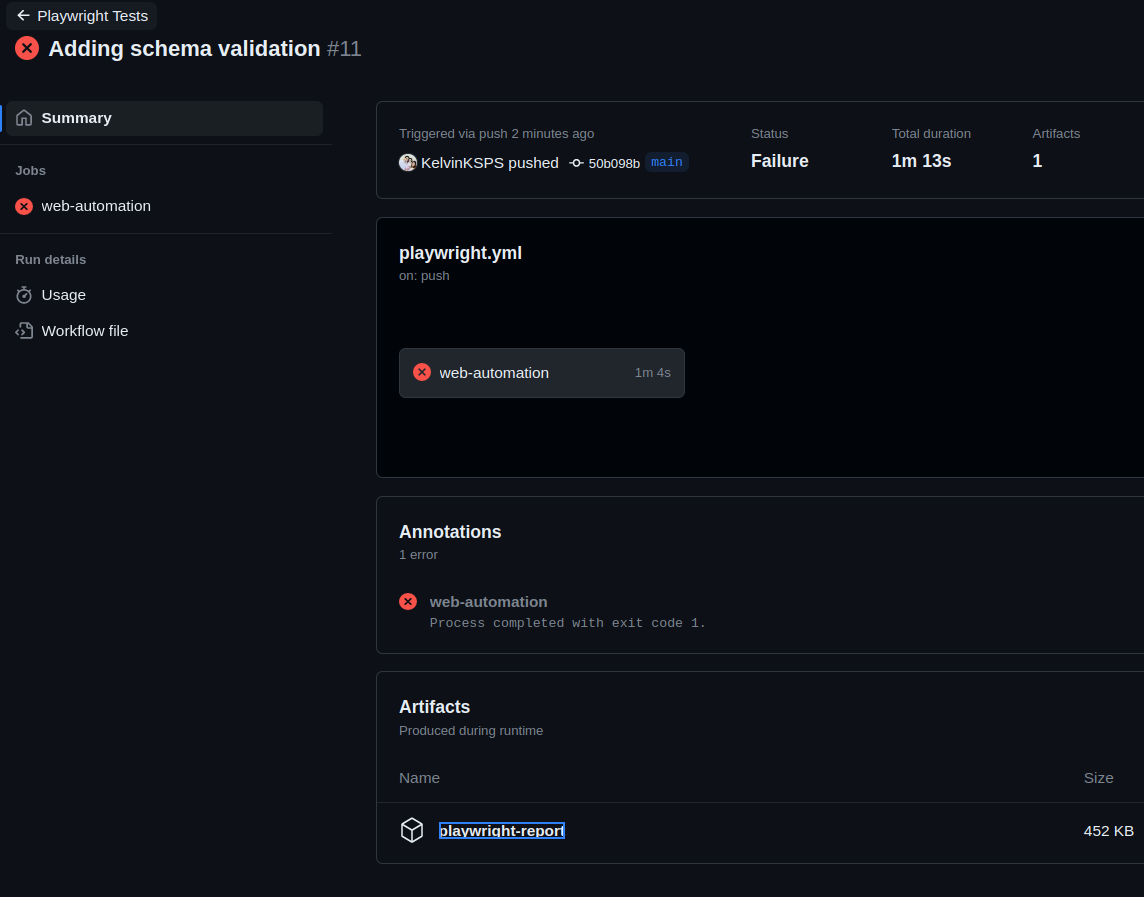 Playwright Tests
Adding schema validation #11
Summary
Jobs
web-automation
Run details
Usage
Workflow file
Triggered via push 2 minutes ago
KelvinKSPS pushed 50b098b main
Status
Failure
Total duration
1m 13s
Artifacts
1
playwright.yml
on: push
web-automation 1m 4s
Annotations
1 error
web-automation
Process completed with exit code 1.
Artifacts
Produced during runtime
Name Size
playwright-report 452 KB